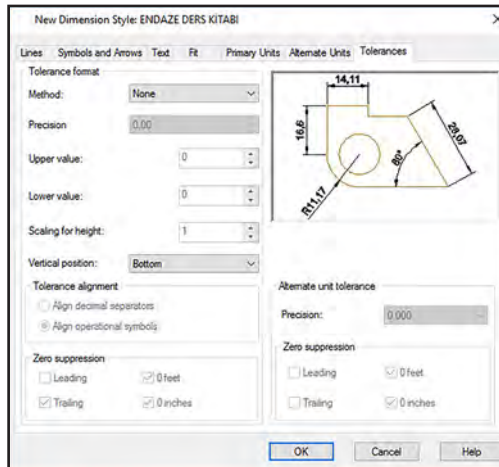 New Dimension Style: ENDAZE DERS KİTABI
Lines Symbols and Arrows Text Fit Primary Units Alternate Units Tolerances
Tolerance format
Method: None
Precision 0.00
Upper value: 0
Lower value: 0
Scaling for height: 1
Vertical position: Bottom
Tolerance alignment
Align decimal separators
Align operational symbols
Zero suppression
Leading 0 feet
Trailing 0 inches
14,11
16,6
28,07
80°
R11,17
Alternate unit tolerance
Precision: 0.000
Zero suppression
Leading 0 feet
Trailing 0 inches
OK Cancel Help